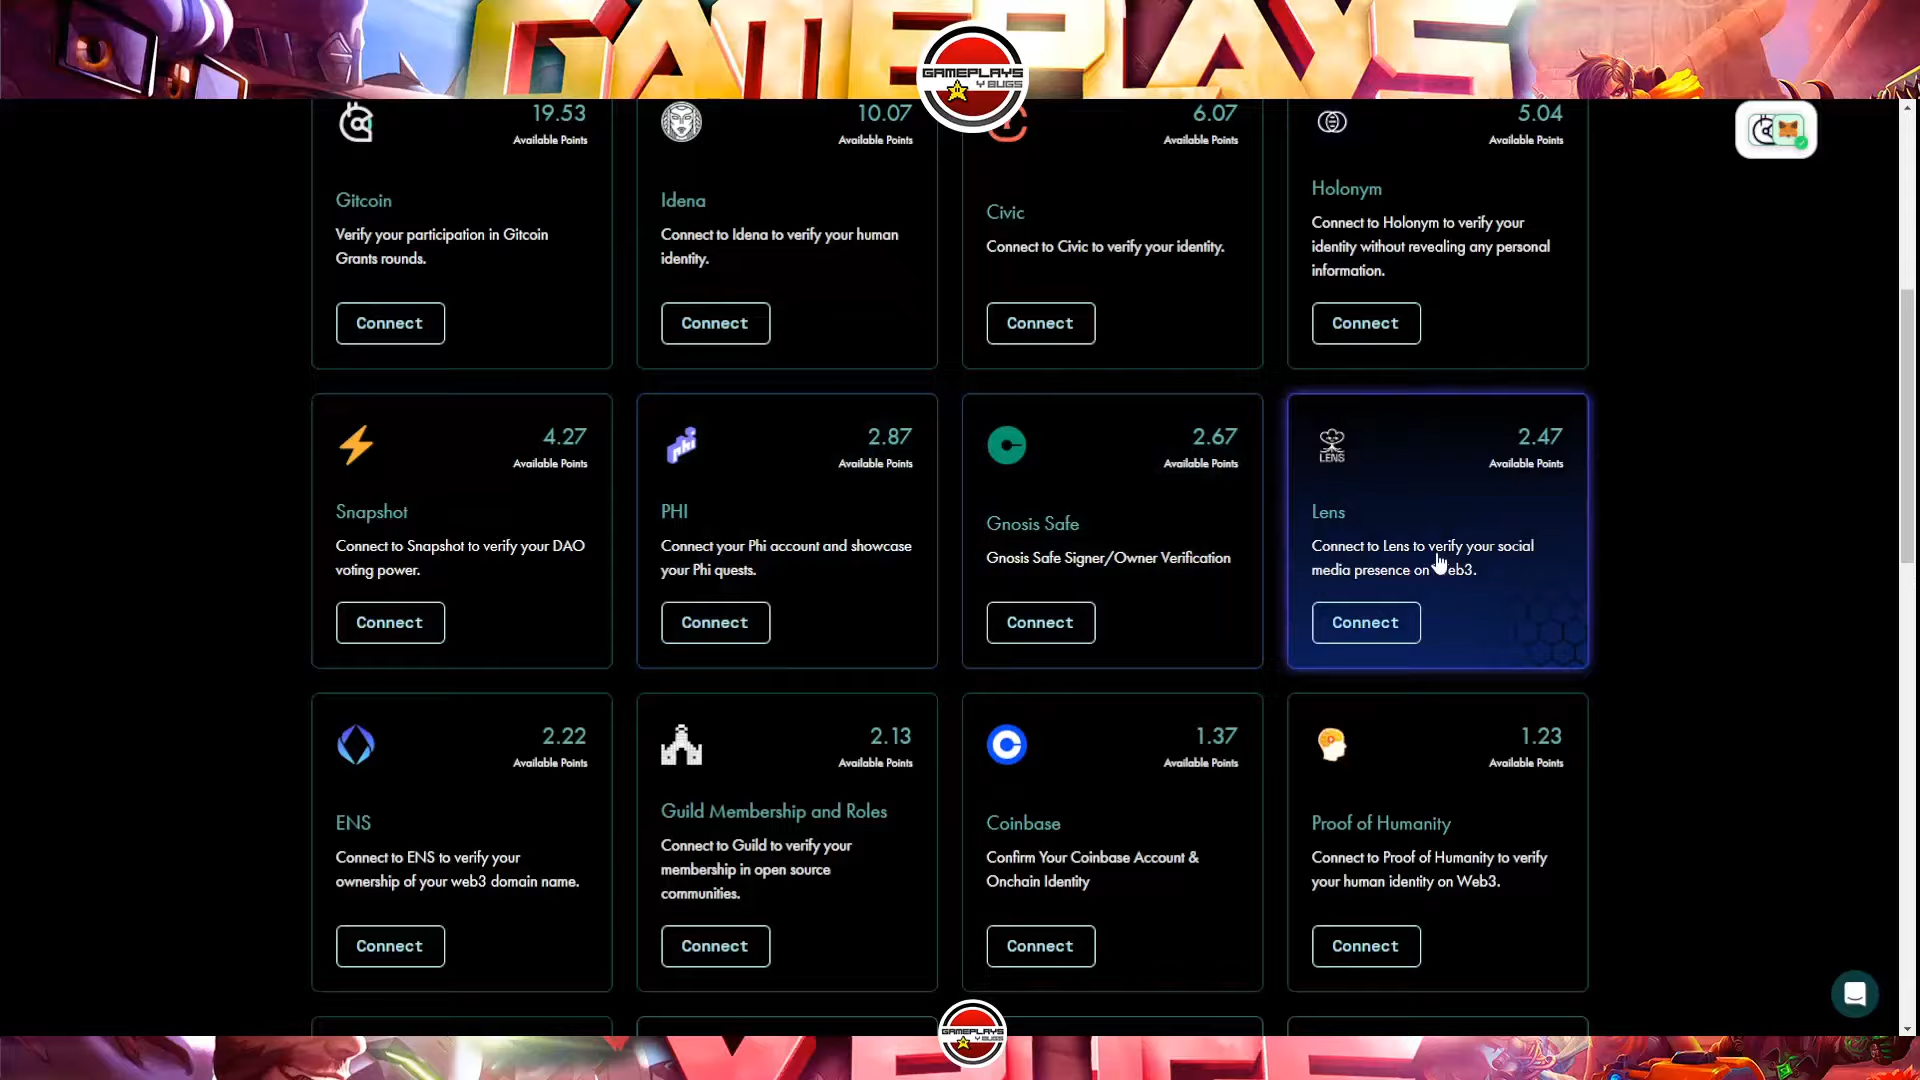 GAMEPLAYS
GAMEPLAYS
Y BUGS
19.53
Available Points
Gitcoin
Verify your participation in Gitcoin
Grants rounds.
Connect
10.07
Available Points
Idena
Connect to Idena to verify your human
identity.
Connect
6.07
Available Points
Civic
Connect to Civic to verify your identity.
Connect
5.04
Available Points
Holonym
Connect to Holonym to verify your
identity without revealing any personal
information.
Connect
4.27
Available Points
Snapshot
Connect to Snapshot to verify your DAO
voting power.
Connect
phi
2.87
Available Points
PHI
Connect your Phi account and showcase
your Phi quests.
Connect
2.67
Available Points
Gnosis Safe
Gnosis Safe Signer/Owner Verification
Connect
LENS
2.47
Available Points
Lens
Connect to Lens to verify your social
media presence on Web3.
Connect
2.22
Available Points
ENS
Connect to ENS to verify your
ownership of your web3 domain name.
Connect
2.13
Available Points
Guild Membership and Roles
Connect to Guild to verify your
membership in open source
communities.
Connect
1.37
Available Points
Coinbase
Confirm Your Coinbase Account &
Onchain Identity
Connect
1.23
Available Points
Proof of Humanity
Connect to Proof of Humanity to verify
your human identity on Web3.
Connect
GAMEPLAYS
Y BUGS